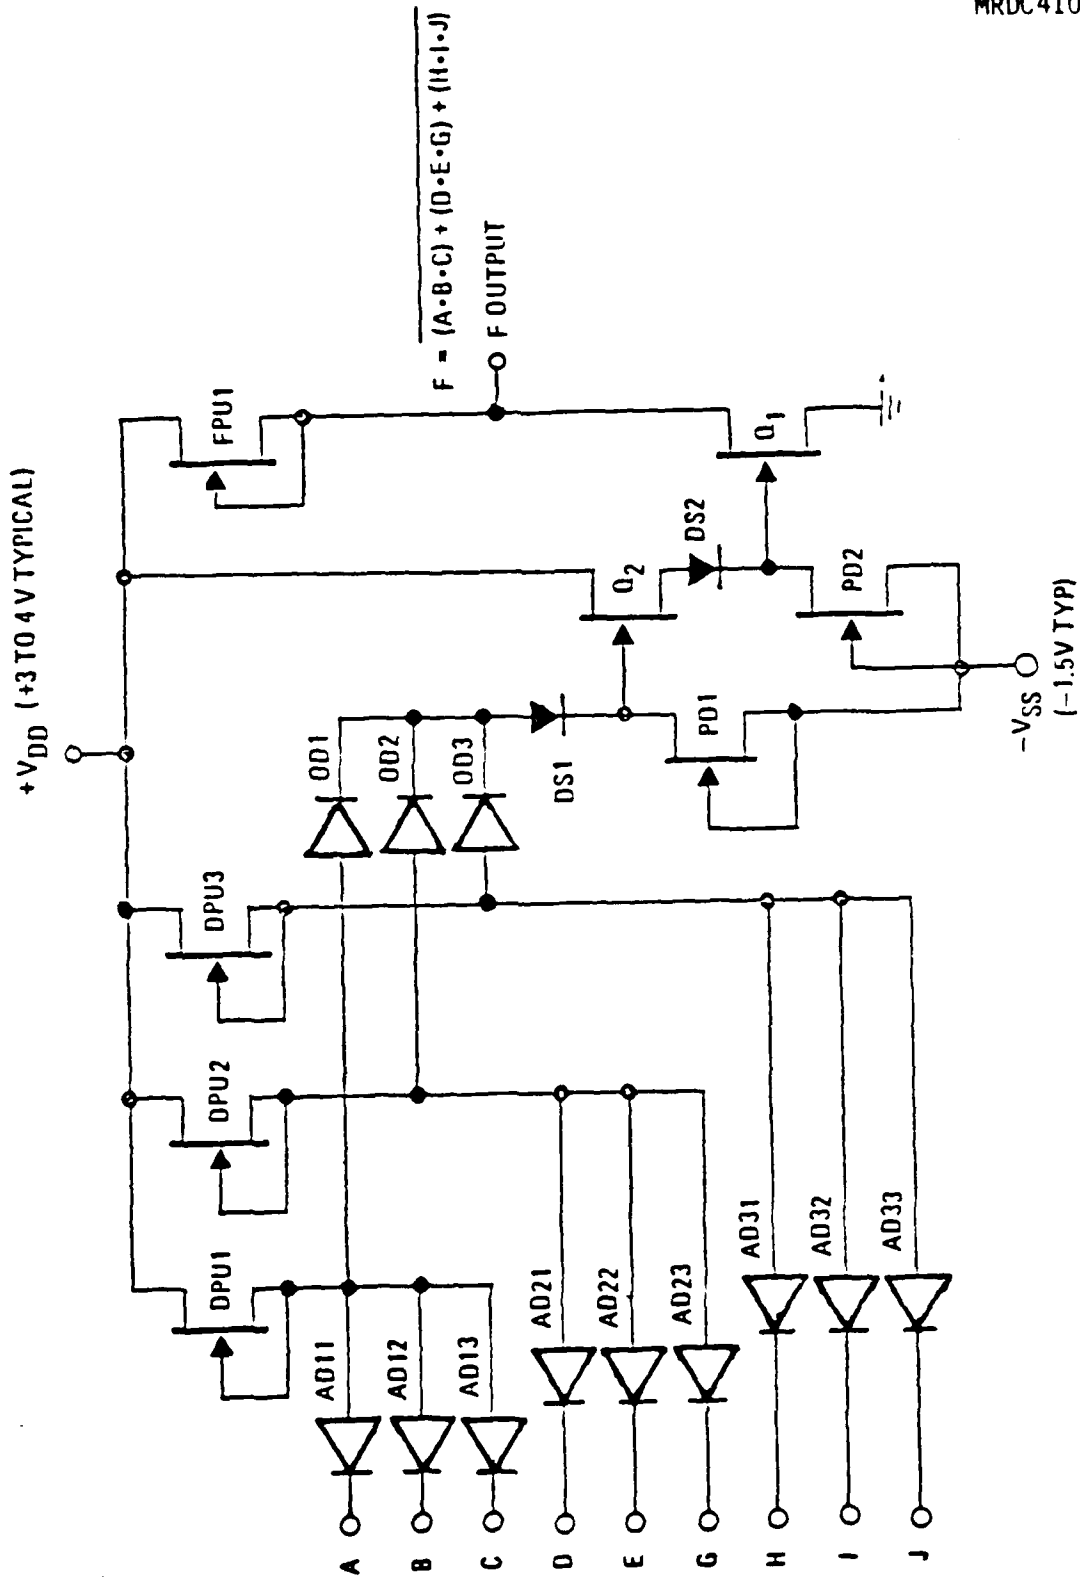 MRDC410
+VDD (+3 TO 4 V TYPICAL)
DPU1
DPU2
DPU3
FPU1
F = (A•B•C) + (D•E•G) + (H•I•J)
F OUTPUT
OD1
OD2
OD3
DS1
Q2
DS2
Q1
PD1
PD2
-VSS
(-1.5V TYP)
A
AD11
B
AD12
C
AD13
D
AD21
E
AD22
G
AD23
H
AD31
I
AD32
J
AD33